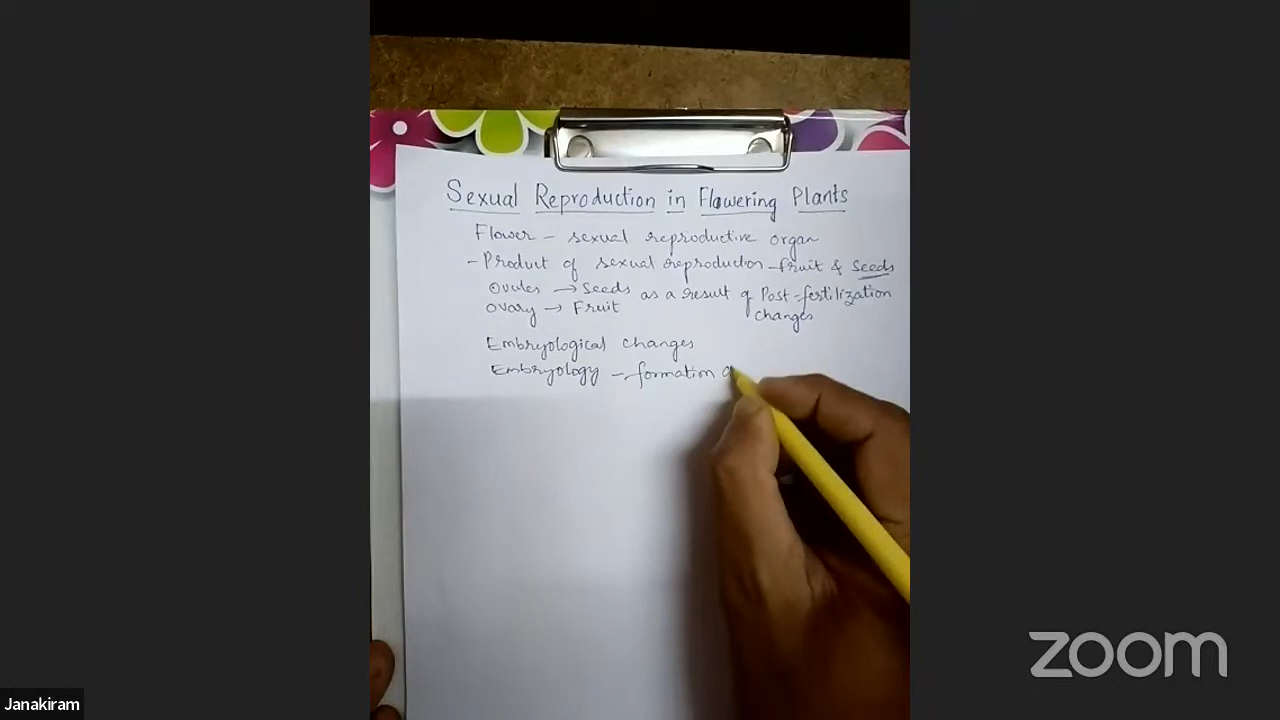 Sexual Reproduction in Flowering Plants
Flower - sexual reproductive organ
- Product of sexual reproduction - fruit & seeds
Ovules → seeds as a result of Post-fertilization
Ovary → Fruit changes
Embryological changes
Embryology - formation o
Janakiram
zoom